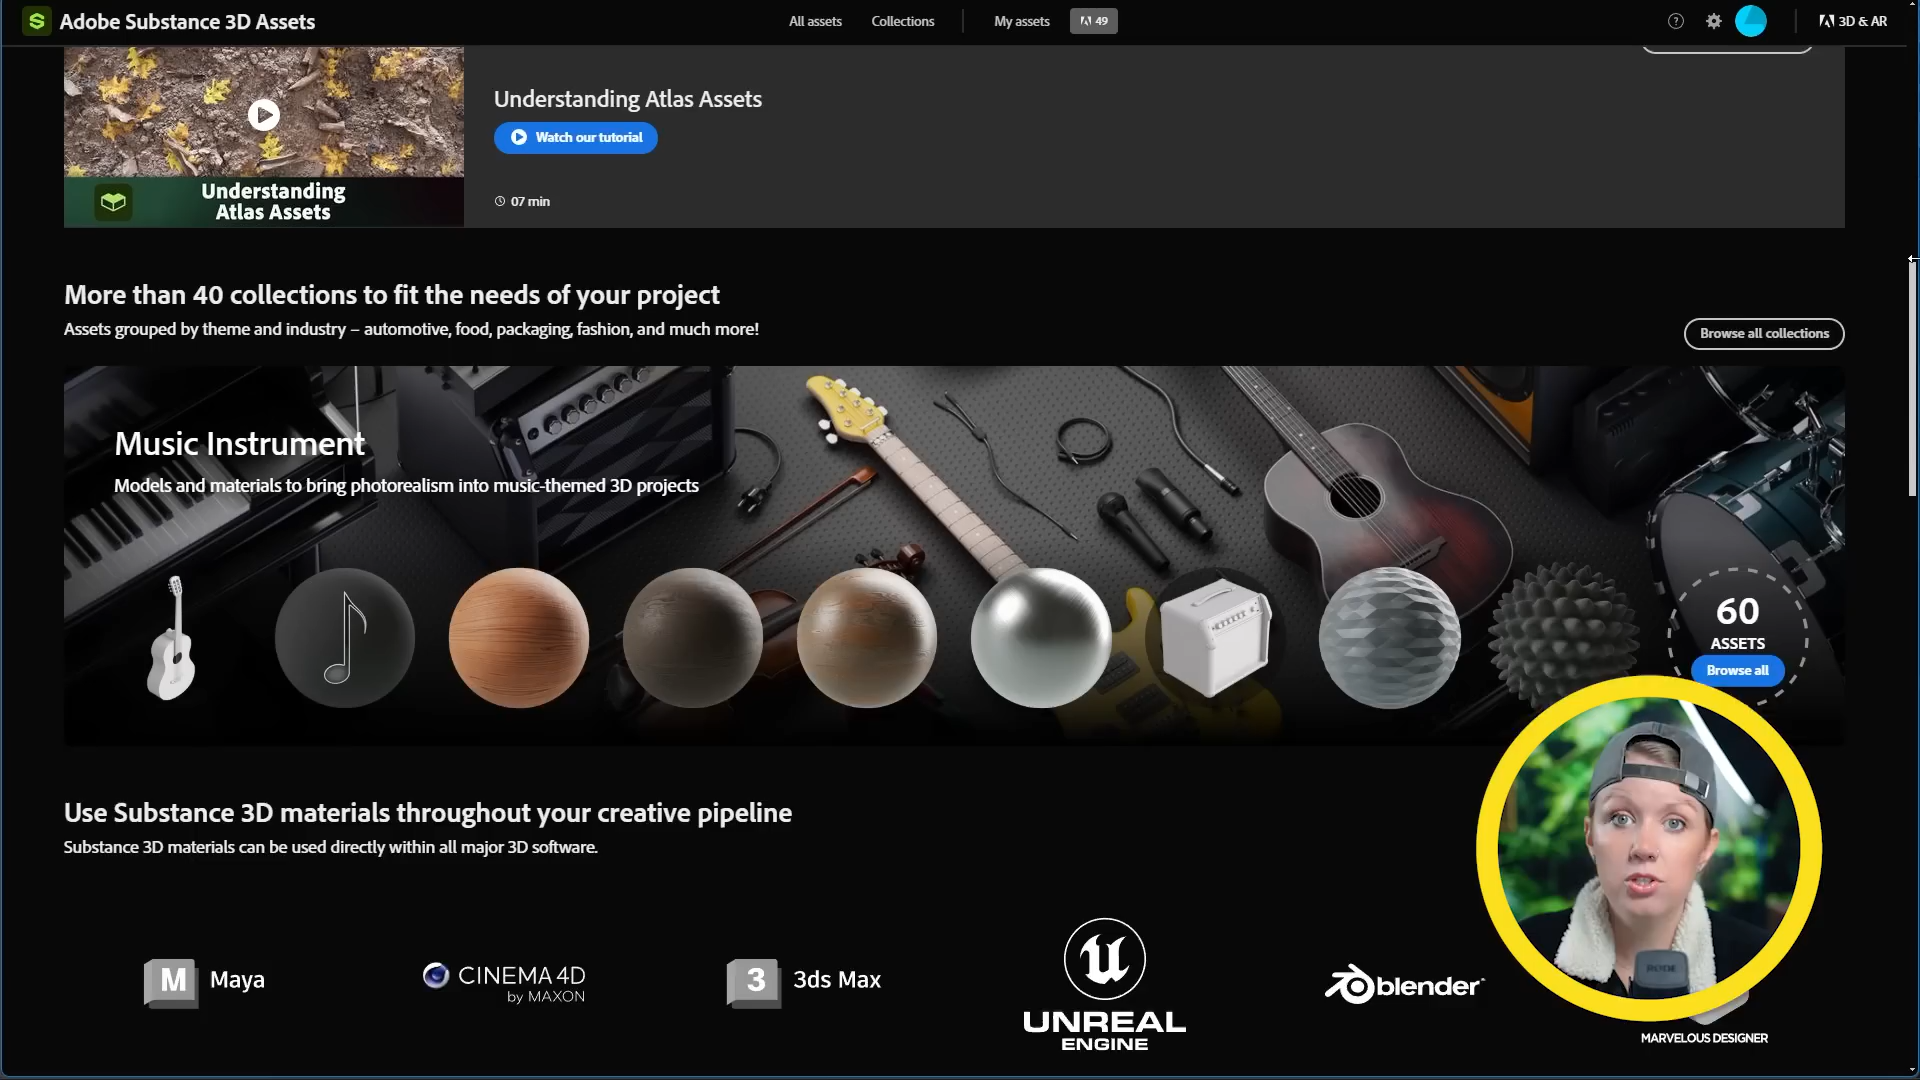 Adobe Substance 3D Assets
All assets
Collections
My assets
49
3D & AR
Understanding Atlas Assets
Watch our tutorial
07 min
Understanding
Atlas Assets
More than 40 collections to fit the needs of your project
Assets grouped by theme and industry – automotive, food, packaging, fashion, and much more!
Browse all collections
Music Instrument
Models and materials to bring photorealism into music-themed 3D projects
60
ASSETS
Browse all
Use Substance 3D materials throughout your creative pipeline
Substance 3D materials can be used directly within all major 3D software.
M Maya
CINEMA 4D
by MAXON
3 3ds Max
UNREAL
ENGINE
blender
RODE
MARVELOUS DESIGNER